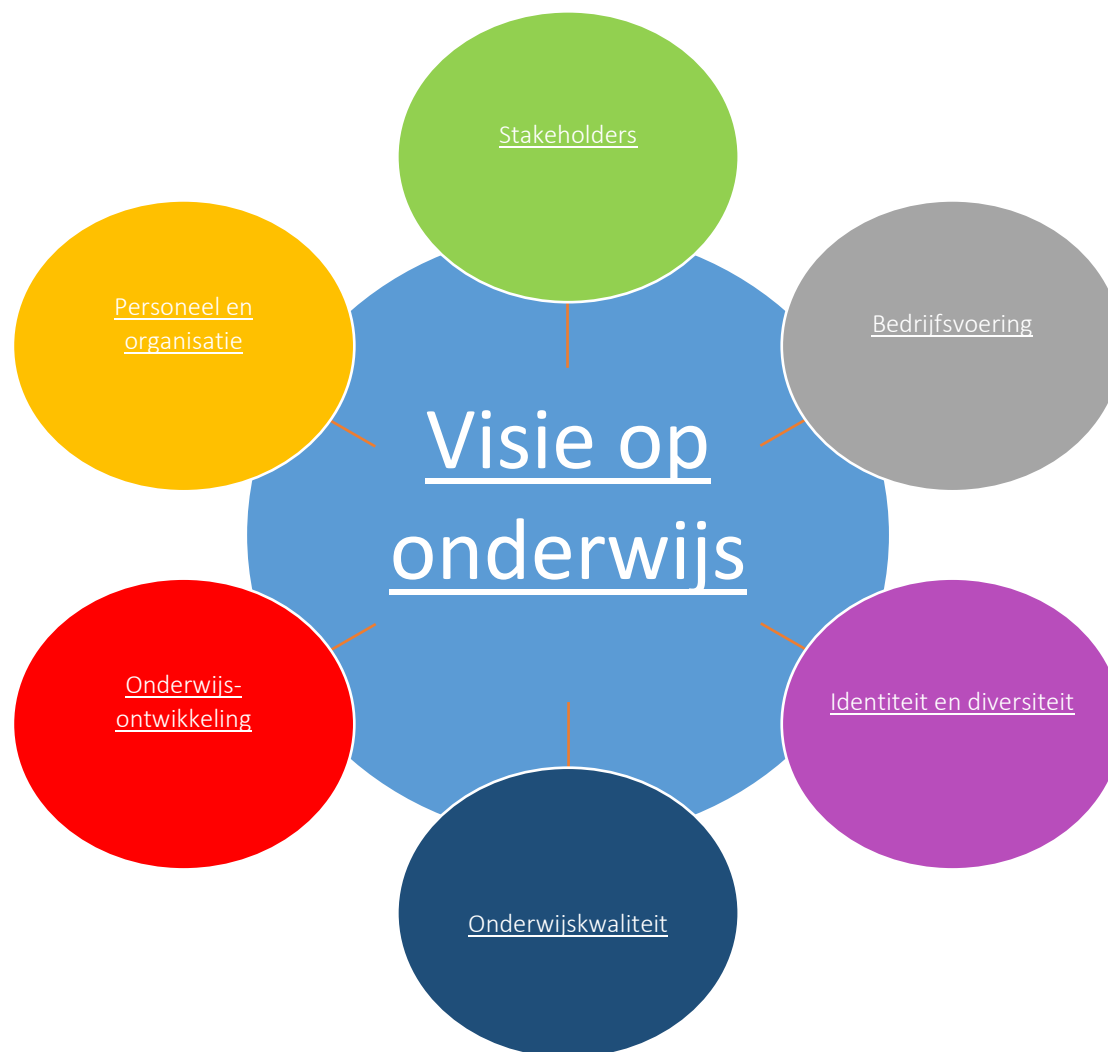 Stakeholders
Personeel en
organisatie
Bedrijfsvoering
Visie op
onderwijs
Onderwijs-
ontwikkeling
Identiteit en diversiteit
Onderwijskwaliteit